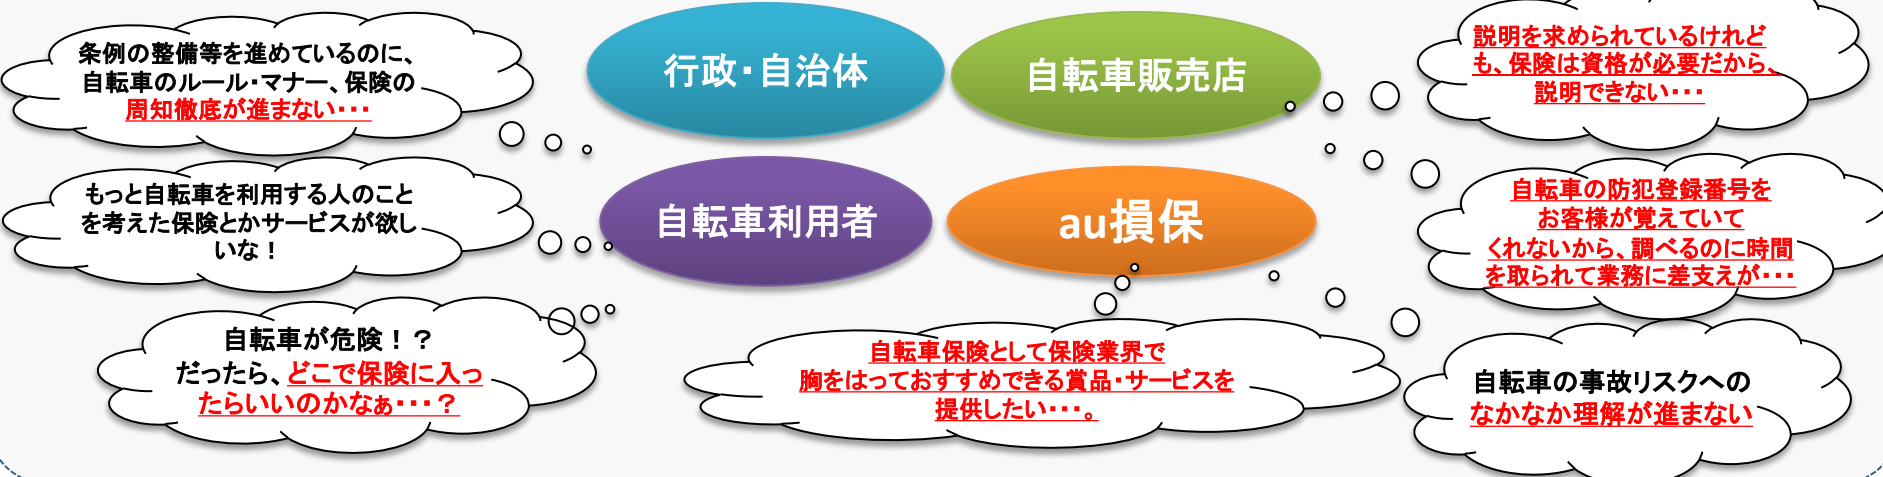 条例の整備等を進めているのに、
自転車のルール・マナー、保険の
周知徹底が進まない・・・
行政・自治体
自転車販売店
説明を求められているけれど
も、保険は資格が必要だから、
説明できない・・・
もっと自転車を利用する人のこと
を考えた保険とかサービスが欲し
いな！
自転車利用者
au損保
自転車の防犯登録番号を
お客様が覚えていて
くれないから、調べるのに時間
を取られて業務に差支えが・・・
自転車が危険！？
だったら、どこで保険に入っ
たらいいのかなぁ・・・？
自転車保険として保険業界で
胸をはっておすすめできる賞品・サービスを
提供したい・・・。
自転車の事故リスクへの
なかなか理解が進まない